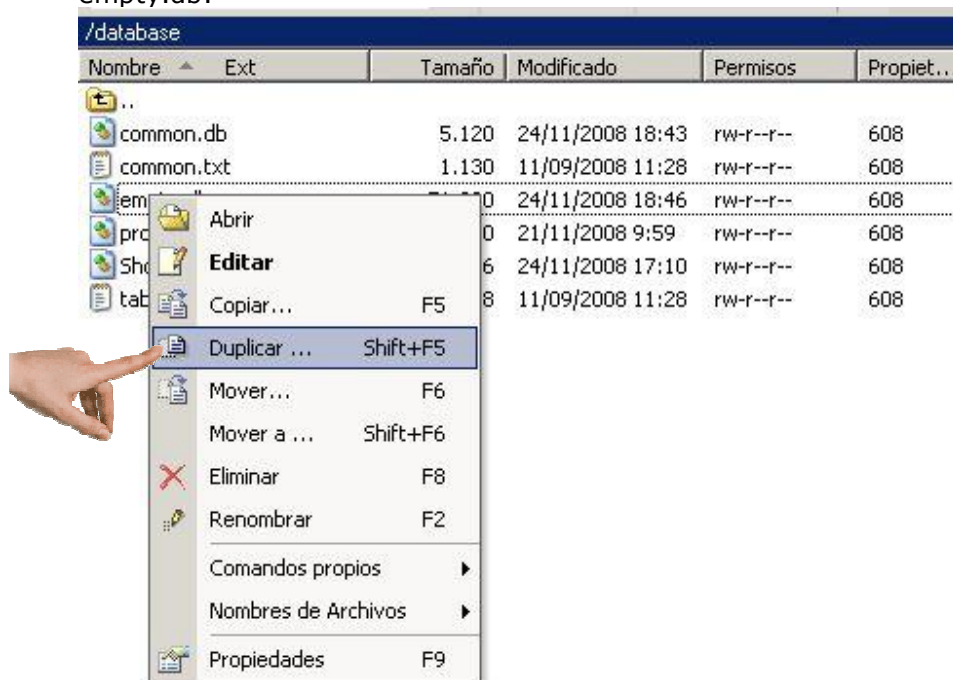 empty.db.
/database
Nombre Ext Tamaño Modificado Permisos Propiet..
..
common.db 5.120 24/11/2008 18:43 rw-r--r-- 608
common.txt 1.130 11/09/2008 11:28 rw-r--r-- 608
24/11/2008 18:46 rw-r--r-- 608
21/11/2008 9:59 rw-r--r-- 608
24/11/2008 17:10 rw-r--r-- 608
11/09/2008 11:28 rw-r--r-- 608
Abrir
Editar
Copiar... F5
Duplicar ... Shift+F5
Mover... F6
Mover a ... Shift+F6
Eliminar F8
Renombrar F2
Comandos propios
Nombres de Archivos
Propiedades F9